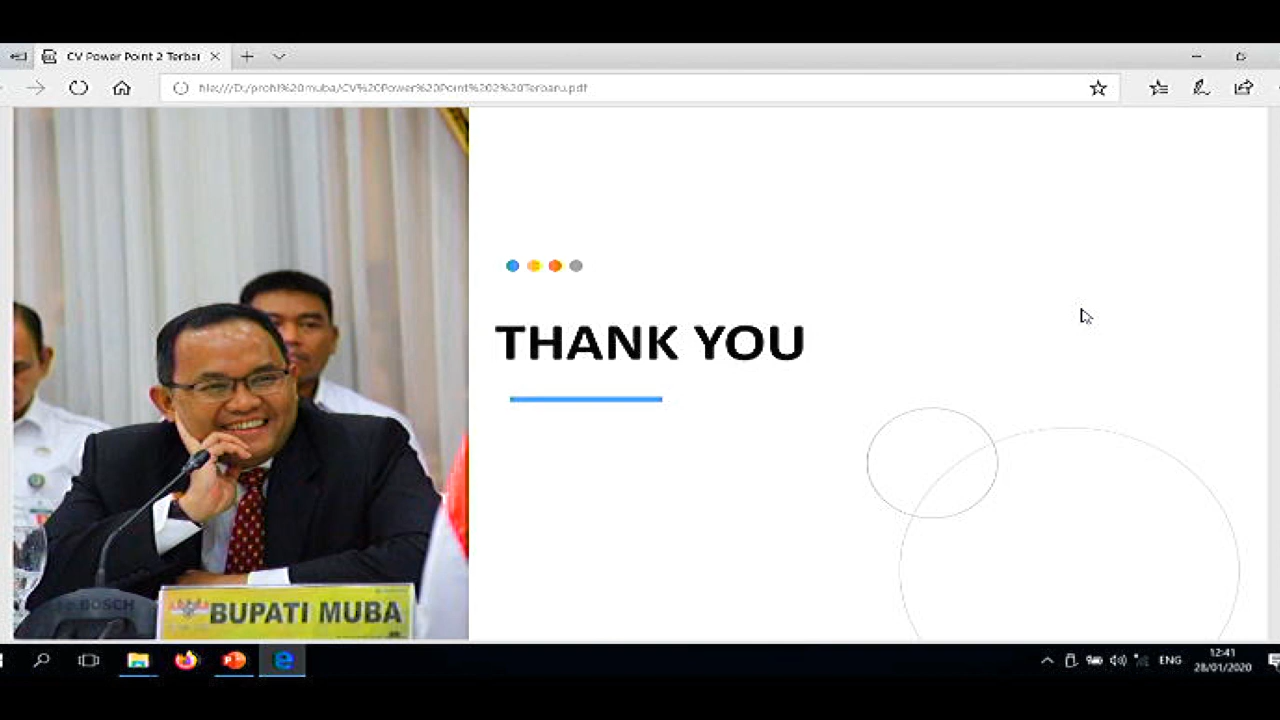 CV Power Point 2 Terbar
file:///D:/profil%20muba/CV%20Power%20Point%202%20Terbaru.pdf
THANK YOU
BOSCH
BUPATI MUBA
ENG
12:41
28/01/2020